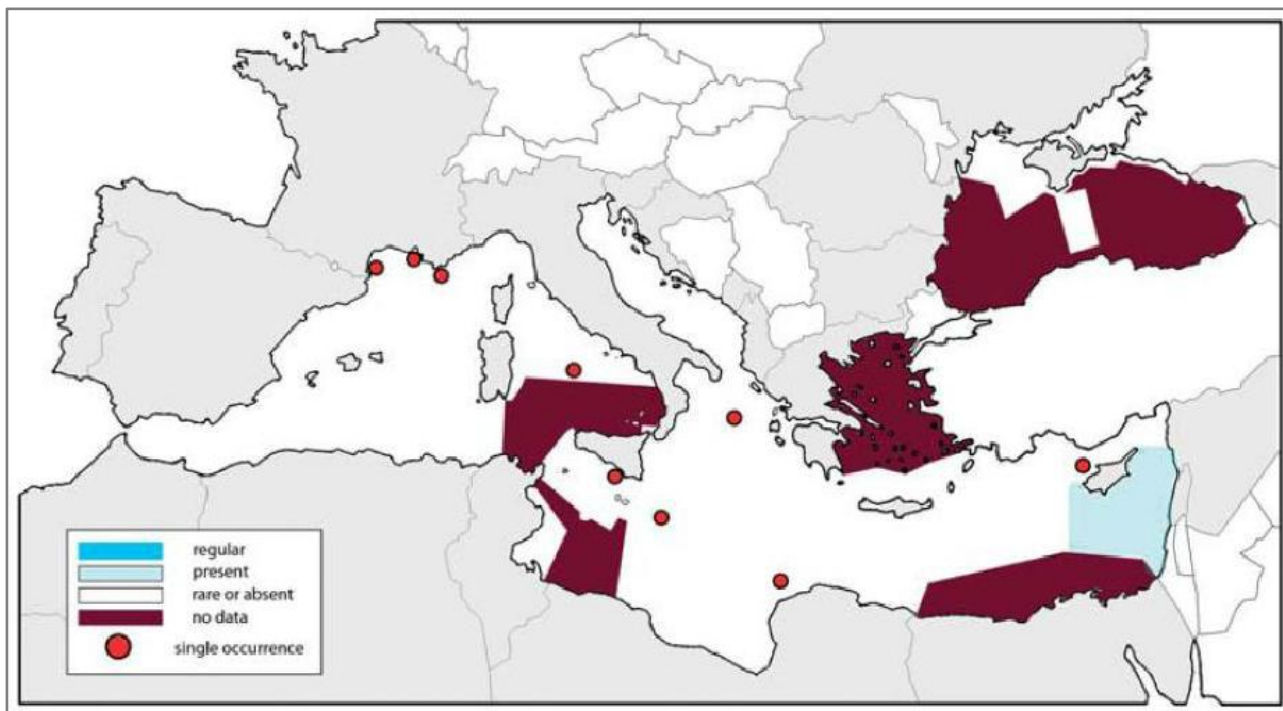 regular
present
rare or absent
no data
single occurrence